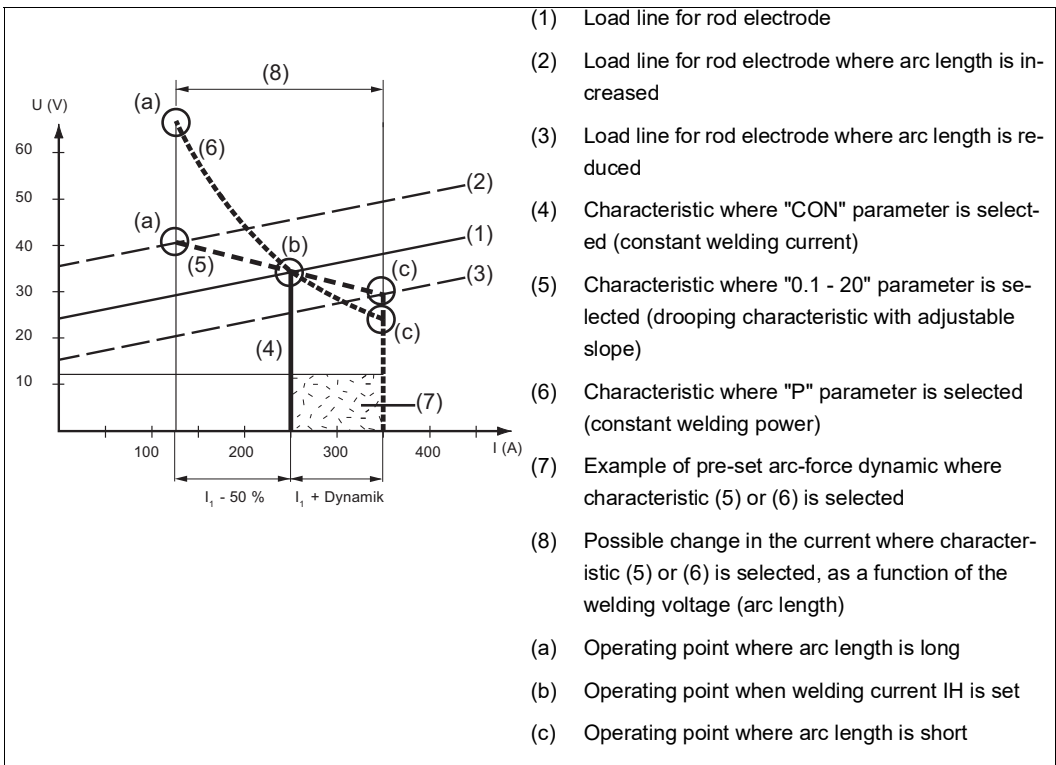 (8)
U (V)
(a)
(6)
60
50
(2)
(a)
40
(5)
(b)
(1)
30
(c)
(3)
20
(4)
(c)
10
(7)
100
200
300
400
I (A)
I₁ - 50 %
I₁ + Dynamik
(1) Load line for rod electrode
(2) Load line for rod electrode where arc length is in-
creased
(3) Load line for rod electrode where arc length is re-
duced
(4) Characteristic where "CON" parameter is select-
ed (constant welding current)
(5) Characteristic where "0.1 - 20" parameter is se-
lected (drooping characteristic with adjustable
slope)
(6) Characteristic where "P" parameter is selected
(constant welding power)
(7) Example of pre-set arc-force dynamic where
characteristic (5) or (6) is selected
(8) Possible change in the current where character-
istic (5) or (6) is selected, as a function of the
welding voltage (arc length)
(a) Operating point where arc length is long
(b) Operating point when welding current IH is set
(c) Operating point where arc length is short